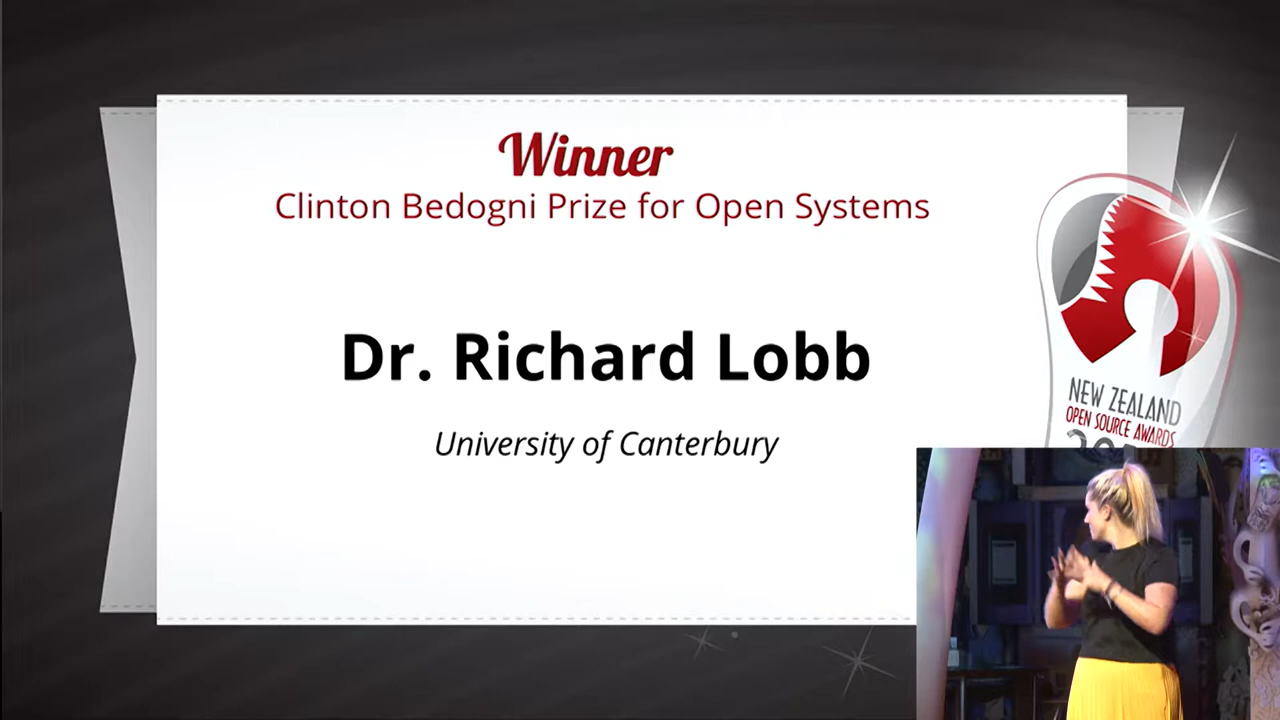 Winner
Clinton Bedogni Prize for Open Systems
Dr. Richard Lobb
University of Canterbury
NEW ZEALAND
OPEN SOURCE AWARDS